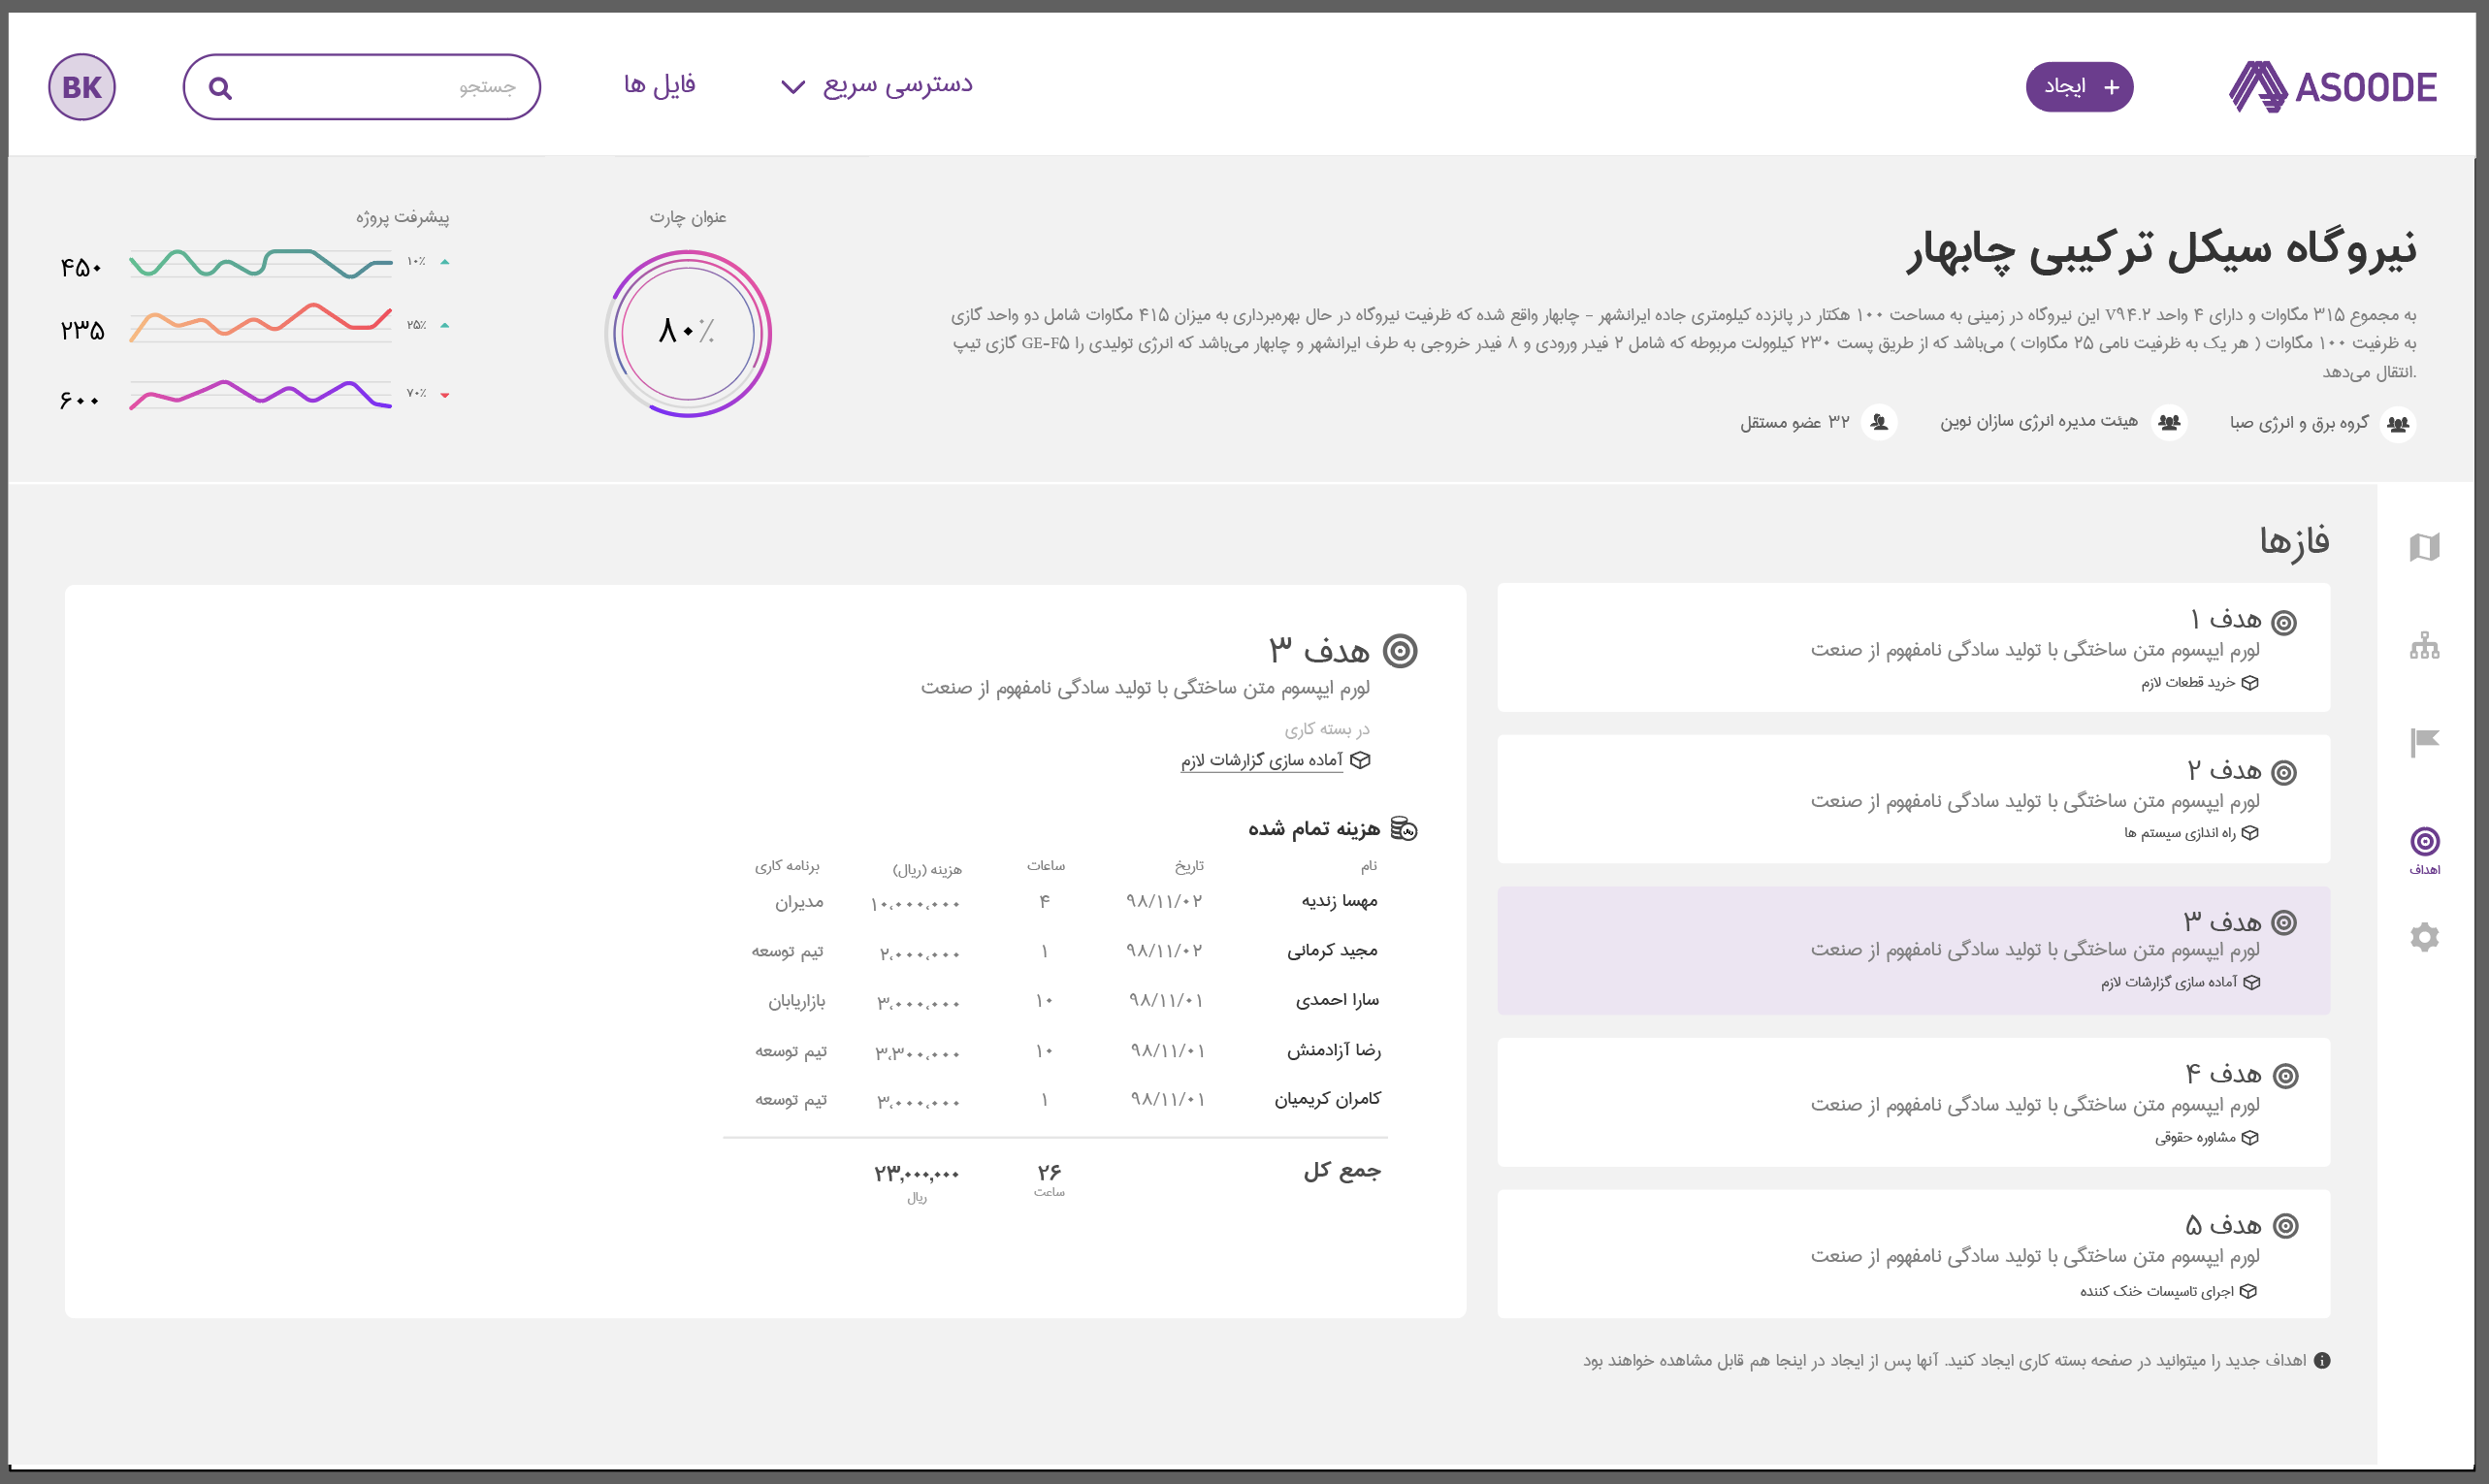 ASOODE
+ ایجاد
دسترسی سریع
فایل ها
جستجو
BK
نیروگاه سیکل ترکیبی چابهار
به مجموع ۳۱۵ مگاوات و دارای ۴ واحد V۹۴.۲ این نیروگاه در زمینی به مساحت ۱۰۰ هکتار در پانزده کیلومتری جاده ایرانشهر – چابهار واقع شده که ظرفیت نیروگاه در حال بهره‌برداری به میزان ۴۱۵ مگاوات شامل دو واحد گازی
به ظرفیت ۱۰۰ مگاوات ( هر یک به ظرفیت نامی ۲۵ مگاوات ) می‌باشد که از طریق پست ۲۳۰ کیلوولت مربوطه که شامل ۲ فیدر ورودی و ۸ فیدر خروجی به طرف ایرانشهر و چابهار می‌باشد که انرژی تولیدی را GE-F۵ گازی تیپ
.انتقال می‌دهد
گروه برق و انرژی صبا
هیئت مدیره انرژی سازان نوین
۳۲ عضو مستقل
عنوان چارت
۸۰٪
پیشرفت پروژه
۱۰٪ ۴۵۰
۲۵٪ ۲۳۵
۷۰٪ ۶۰۰
اهداف
فازها
هدف ۱
لورم ایپسوم متن ساختگی با تولید سادگی نامفهوم از صنعت
خرید قطعات لازم
هدف ۲
لورم ایپسوم متن ساختگی با تولید سادگی نامفهوم از صنعت
راه اندازی سیستم ها
هدف ۳
لورم ایپسوم متن ساختگی با تولید سادگی نامفهوم از صنعت
آماده سازی گزارشات لازم
هدف ۴
لورم ایپسوم متن ساختگی با تولید سادگی نامفهوم از صنعت
مشاوره حقوقی
هدف ۵
لورم ایپسوم متن ساختگی با تولید سادگی نامفهوم از صنعت
اجرای تاسیسات خنک کننده
اهداف جدید را میتوانید در صفحه بسته کاری ایجاد کنید. آنها پس از ایجاد در اینجا هم قابل مشاهده خواهند بود
هدف ۳
لورم ایپسوم متن ساختگی با تولید سادگی نامفهوم از صنعت
در بسته کاری
آماده سازی گزارشات لازم
هزینه تمام شده
نام تاریخ ساعات هزینه (ریال) برنامه کاری
مهسا زندیه ۹۸/۱۱/۰۲ ۴ ۱۰،۰۰۰،۰۰۰ مدیران
مجید کرمانی ۹۸/۱۱/۰۲ ۱ ۲،۰۰۰،۰۰۰ تیم توسعه
سارا احمدی ۹۸/۱۱/۰۱ ۱۰ ۳،۰۰۰،۰۰۰ بازاریابان
رضا آزادمنش ۹۸/۱۱/۰۱ ۱۰ ۳،۳۰۰،۰۰۰ تیم توسعه
کامران کریمیان ۹۸/۱۱/۰۱ ۱ ۳،۰۰۰،۰۰۰ تیم توسعه
جمع کل ۲۶ ۲۳,۰۰۰,۰۰۰
ساعت ریال